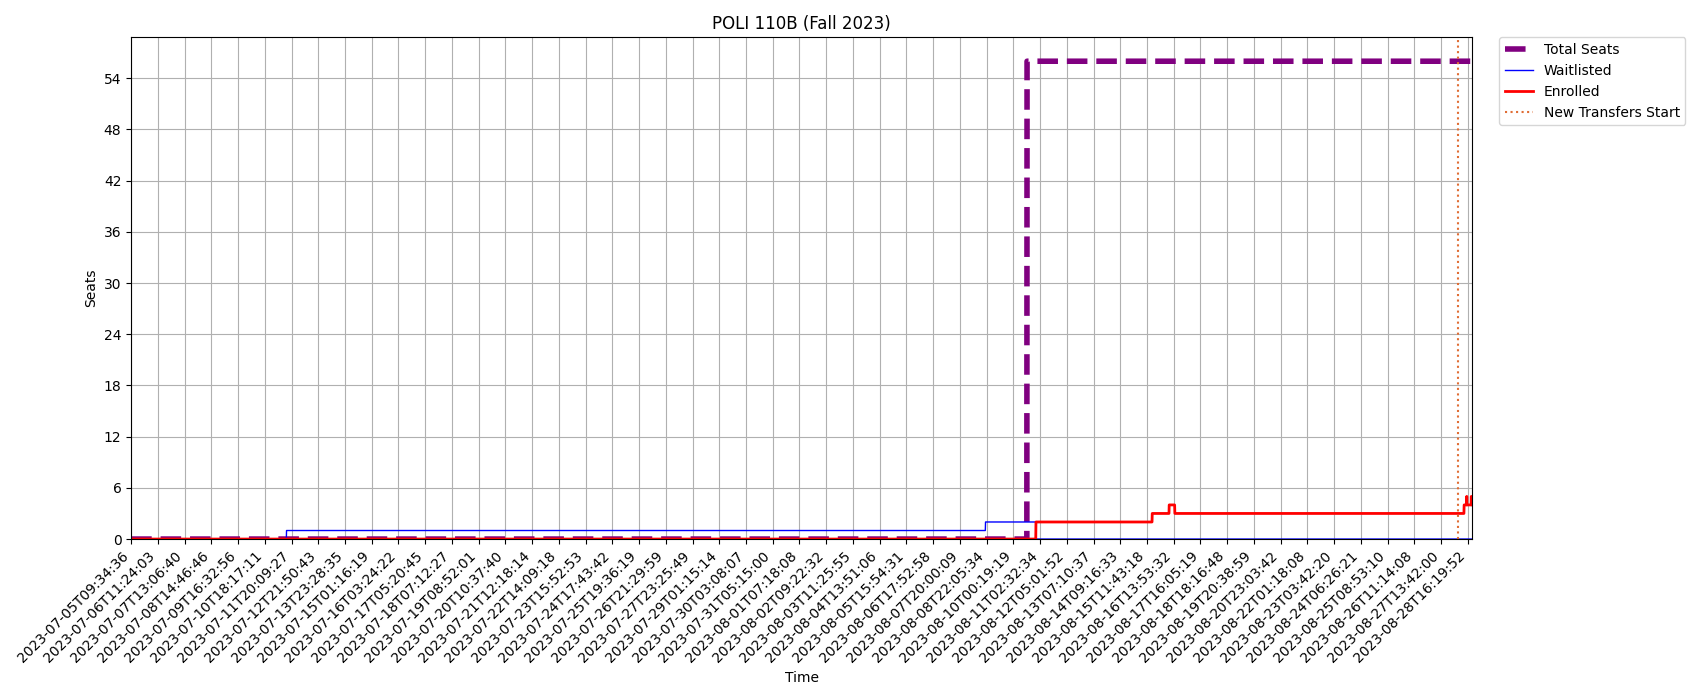 POLI 110B (Fall 2023)
Total Seats
Waitlisted
Enrolled
New Transfers Start
Seats
54
48
42
36
30
24
18
12
6
0
2023-07-05T09:34:36
2023-07-06T11:24:03
2023-07-07T13:06:40
2023-07-08T14:46:46
2023-07-09T16:32:56
2023-07-10T18:17:11
2023-07-11T20:09:27
2023-07-12T21:50:43
2023-07-13T23:28:35
2023-07-15T01:16:19
2023-07-16T03:24:22
2023-07-17T05:20:45
2023-07-18T07:12:27
2023-07-19T08:52:01
2023-07-20T10:37:40
2023-07-21T12:18:14
2023-07-22T14:09:18
2023-07-23T15:52:53
2023-07-24T17:43:42
2023-07-25T19:36:19
2023-07-26T21:29:59
2023-07-27T23:25:49
2023-07-29T01:15:14
2023-07-30T03:08:07
2023-07-31T05:15:00
2023-08-01T07:18:08
2023-08-02T09:22:32
2023-08-03T11:25:55
2023-08-04T13:51:06
2023-08-05T15:54:31
2023-08-06T17:52:58
2023-08-07T20:00:09
2023-08-08T22:05:34
2023-08-10T00:19:19
2023-08-11T02:32:34
2023-08-12T05:01:52
2023-08-13T07:10:37
2023-08-14T09:16:33
2023-08-15T11:43:18
2023-08-16T13:53:32
2023-08-17T16:05:19
2023-08-18T18:16:48
2023-08-19T20:38:59
2023-08-20T23:03:42
2023-08-22T01:18:08
2023-08-23T03:42:20
2023-08-24T06:26:21
2023-08-25T08:53:10
2023-08-26T11:14:08
2023-08-27T13:42:00
2023-08-28T16:19:52
Time